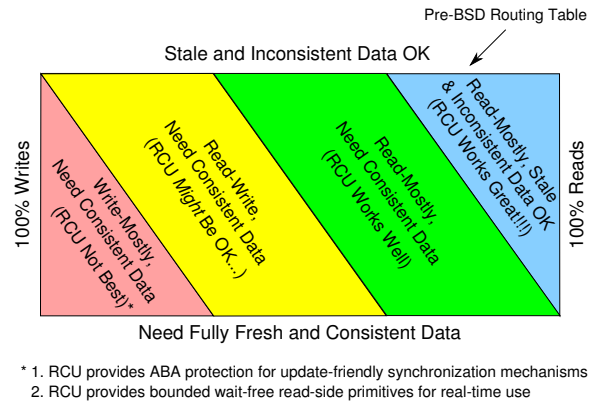 Pre-BSD Routing Table
Stale and Inconsistent Data OK
100% Writes
Write-Mostly,
Need Consistent Data
(RCU Not Best)*
Read-Write,
Need Consistent Data
(RCU Might Be OK...)
Read-Mostly,
Need Consistent Data
(RCU Works Well)
Read-Mostly, Stale
& Inconsistent Data OK
(RCU Works Great!!!)
100% Reads
Need Fully Fresh and Consistent Data
* 1. RCU provides ABA protection for update-friendly synchronization mechanisms
2. RCU provides bounded wait-free read-side primitives for real-time use